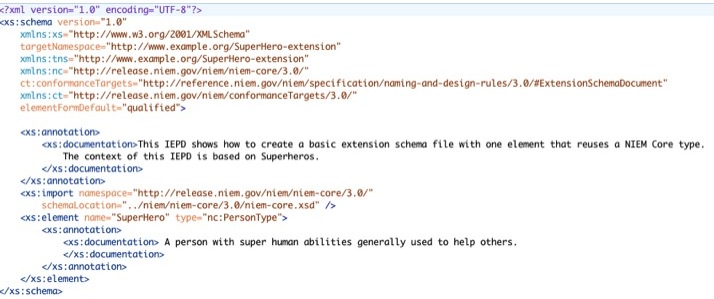 <?xml version="1.0" encoding="UTF-8"?>
<xs:schema version="1.0"
xmlns:xs="http://www.w3.org/2001/XMLSchema"
targetNamespace="http://www.example.org/SuperHero-extension"
xmlns:tns="http://www.example.org/SuperHero-extension"
xmlns:nc="http://release.niem.gov/niem/niem-core/3.0/"
ct:conformanceTargets="http://reference.niem.gov/niem/specification/naming-and-design-rules/3.0/#ExtensionSchemaDocument"
xmlns:ct="http://release.niem.gov/niem/conformanceTargets/3.0/"
elementFormDefault="qualified">
<xs:annotation>
<xs:documentation>This IEPD shows how to create a basic extension schema file with one element that reuses a NIEM Core type.
The context of this IEPD is based on Superheros.
</xs:documentation>
</xs:annotation>
<xs:import namespace="http://release.niem.gov/niem/niem-core/3.0/"
schemaLocation="../niem/niem-core/3.0/niem-core.xsd" />
<xs:element name="SuperHero" type="nc:PersonType">
<xs:annotation>
<xs:documentation> A person with super human abilities generally used to help others.
</xs:documentation>
</xs:annotation>
</xs:element>
</xs:schema>